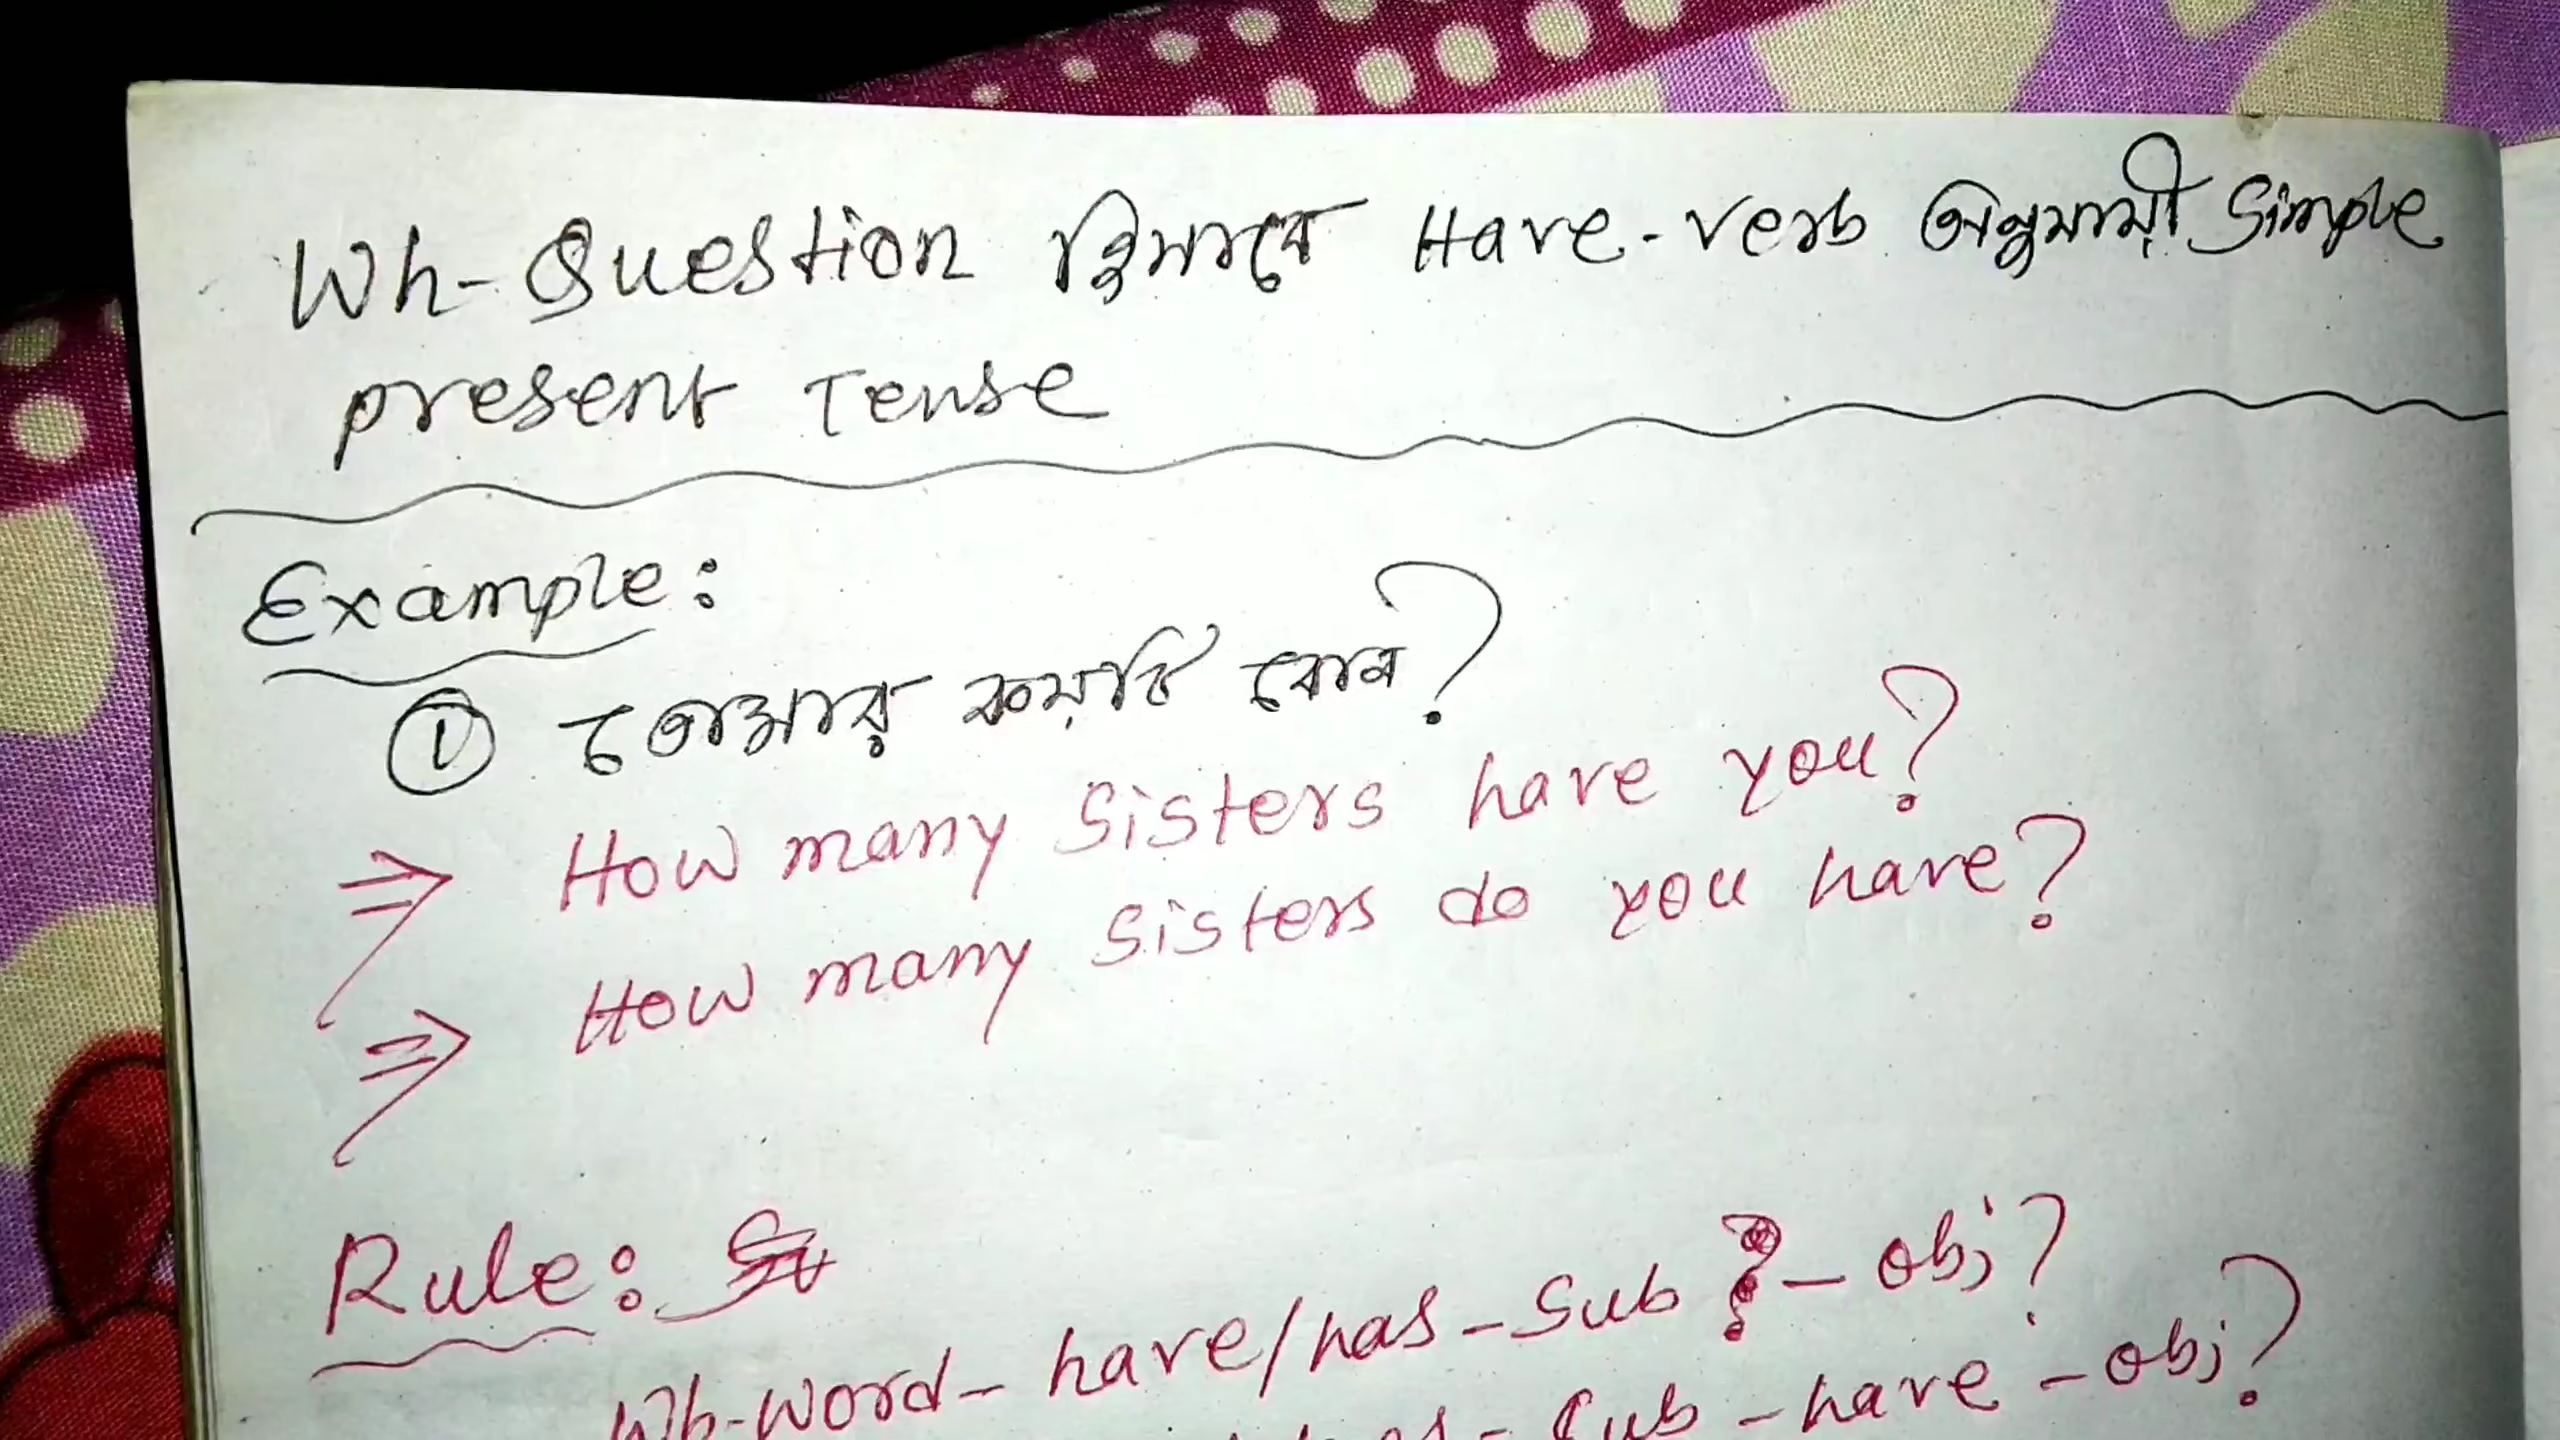 Wh-Question হিসাবে Have-verb অনুযায়ী Simple
present Tense
Example:
① তোমার কয়টি বোন?
⇒ How many Sisters have you?
⇒ How many Sisters do you have?
Rule:
Wh-word- have/has-Sub - obj?
- Sub - have - obj?